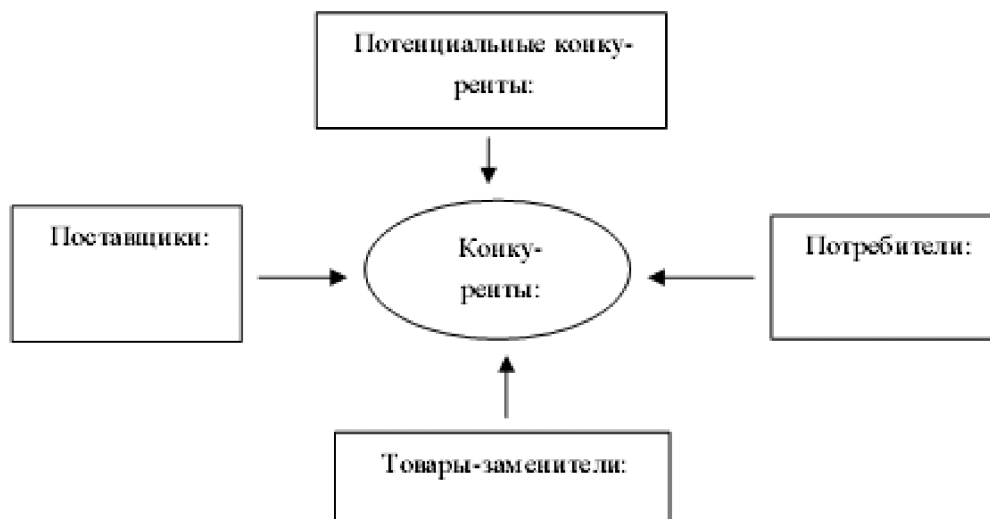 Потенциальные конку-
ренты:
Поставщики:
Конку-
ренты:
Потребители:
Товары-заменители: